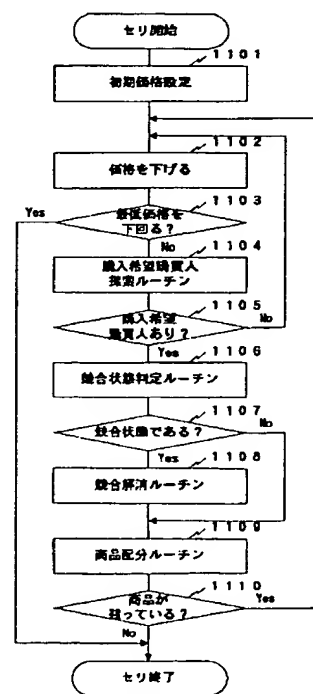 セリ開始
1101
初期価格設定
1102
価格を下げる
1103
最低価格を
下回る?
Yes
No
1104
購入希望購買人
探索ルーチン
1105
購入希望
購買人あり?
No
Yes
1106
競合状態判定ルーチン
1107
競合状態である?
No
Yes
1108
競合解消ルーチン
1109
商品配分ルーチン
1110
商品が
残っている?
Yes
No
セリ終了